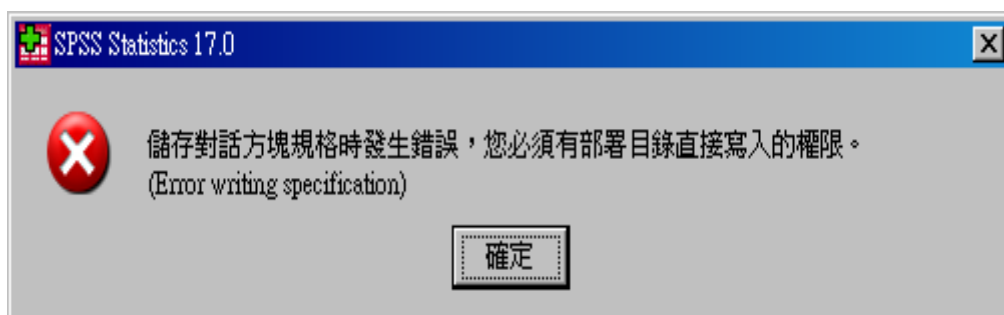 SPSS Statistics 17.0
儲存對話方塊規格時發生錯誤，您必須有部署目錄直接寫入的權限。
(Error writing specification)
確定